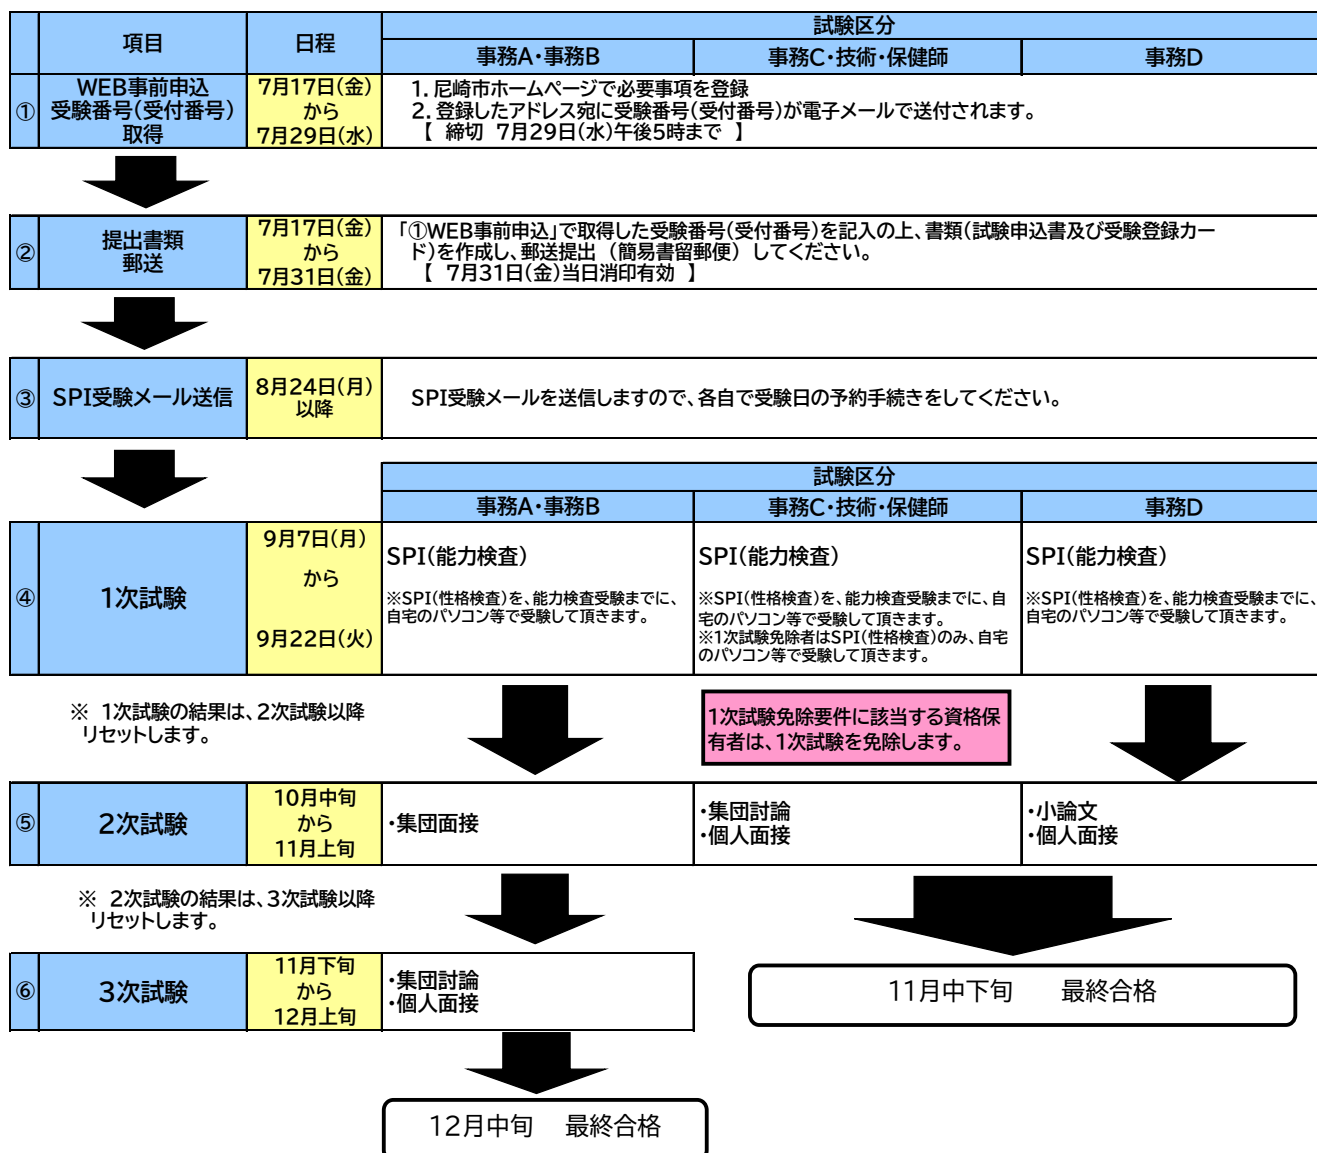 項目
日程
試験区分
事務A・事務B
事務C・技術・保健師
事務D
①
WEB事前申込
受験番号(受付番号)
取得
7月17日(金)
から
7月29日(水)
1. 尼崎市ホームページで必要事項を登録
2. 登録したアドレス宛に受験番号(受付番号)が電子メールで送付されます。
【 締切 7月29日(水)午後5時まで 】
②
提出書類
郵送
7月17日(金)
から
7月31日(金)
「①WEB事前申込」で取得した受験番号(受付番号)を記入の上、書類(試験申込書及び受験登録カー
ド)を作成し、郵送提出 (簡易書留郵便) してください。
【 7月31日(金)当日消印有効 】
③
SPI受験メール送信
8月24日(月)
以降
SPI受験メールを送信しますので、各自で受験日の予約手続きをしてください。
試験区分
事務A・事務B
事務C・技術・保健師
事務D
④
1次試験
9月7日(月)
から
9月22日(火)
SPI(能力検査)
※SPI(性格検査)を、能力検査受験までに、
自宅のパソコン等で受験して頂きます。
SPI(能力検査)
※SPI(性格検査)を、能力検査受験までに、自
宅のパソコン等で受験して頂きます。
※1次試験免除者はSPI(性格検査)のみ、自宅
のパソコン等で受験して頂きます。
SPI(能力検査)
※SPI(性格検査)を、能力検査受験までに、
自宅のパソコン等で受験して頂きます。
※ 1次試験の結果は、2次試験以降
リセットします。
1次試験免除要件に該当する資格保
有者は、1次試験を免除します。
⑤
2次試験
10月中旬
から
11月上旬
・集団面接
・集団討論
・個人面接
・小論文
・個人面接
※ 2次試験の結果は、3次試験以降
リセットします。
⑥
3次試験
11月下旬
から
12月上旬
・集団討論
・個人面接
11月中下旬 最終合格
12月中旬 最終合格